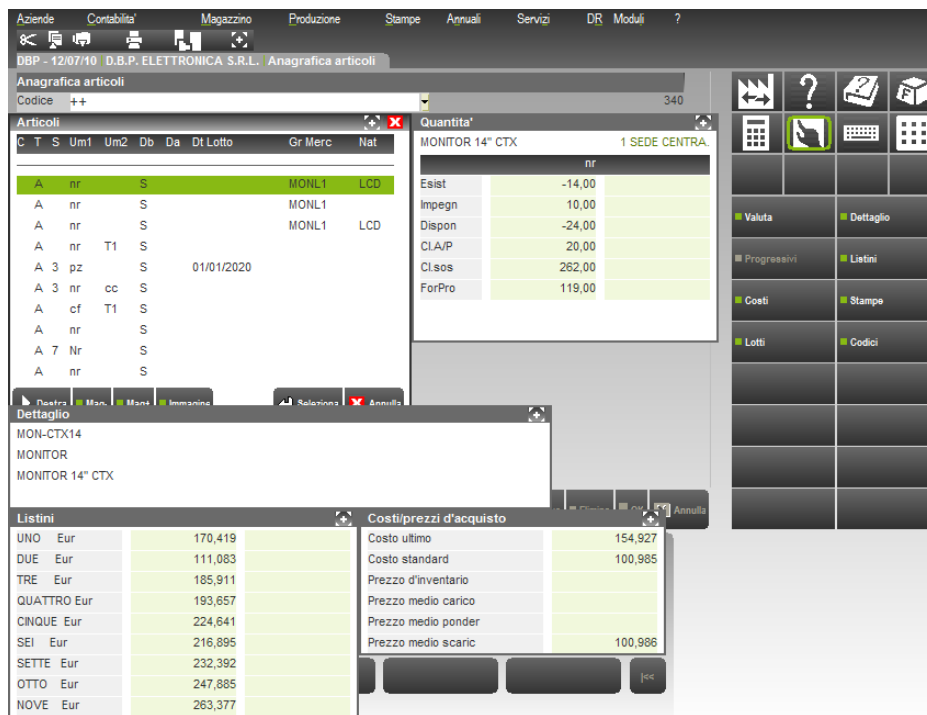 Aziende Contabilita' Magazzino Produzione Stampe Annuali Servizi DR Moduli ?
DBP - 12/07/10 D.B.P. ELETTRONICA S.R.L. Anagrafica articoli
Anagrafica articoli
Codice ++ 340
Articoli
C T S Um1 Um2 Db Da Dt Lotto Gr Merc Nat
A nr S MONL1 LCD
A nr S MONL1
A nr S MONL1 LCD
A nr T1 S
A 3 pz S 01/01/2020
A 3 nr cc S
A cf T1 S
A nr S
A 7 Nr S
A nr S
Destra Mag- Mag+ Immagine Seleziona Annulla
Quantita'
MONITOR 14" CTX 1 SEDE CENTRA.
nr
Esist -14,00
Impegn 10,00
Dispon -24,00
Cl.A/P 20,00
Cl.sos 262,00
ForPro 119,00
F
Valuta Dettaglio
Progressivi Listini
Costi Stampe
Lotti Codici
Dettaglio
MON-CTX14
MONITOR
MONITOR 14" CTX
Elimina OK Annulla
Listini
UNO Eur 170,419
DUE Eur 111,083
TRE Eur 185,911
QUATTRO Eur 193,657
CINQUE Eur 224,641
SEI Eur 216,895
SETTE Eur 232,392
OTTO Eur 247,885
NOVE Eur 263,377
Costi/prezzi d'acquisto
Costo ultimo 154,927
Costo standard 100,985
Prezzo d'inventario
Prezzo medio carico
Prezzo medio ponder
Prezzo medio scaric 100,986
|<<